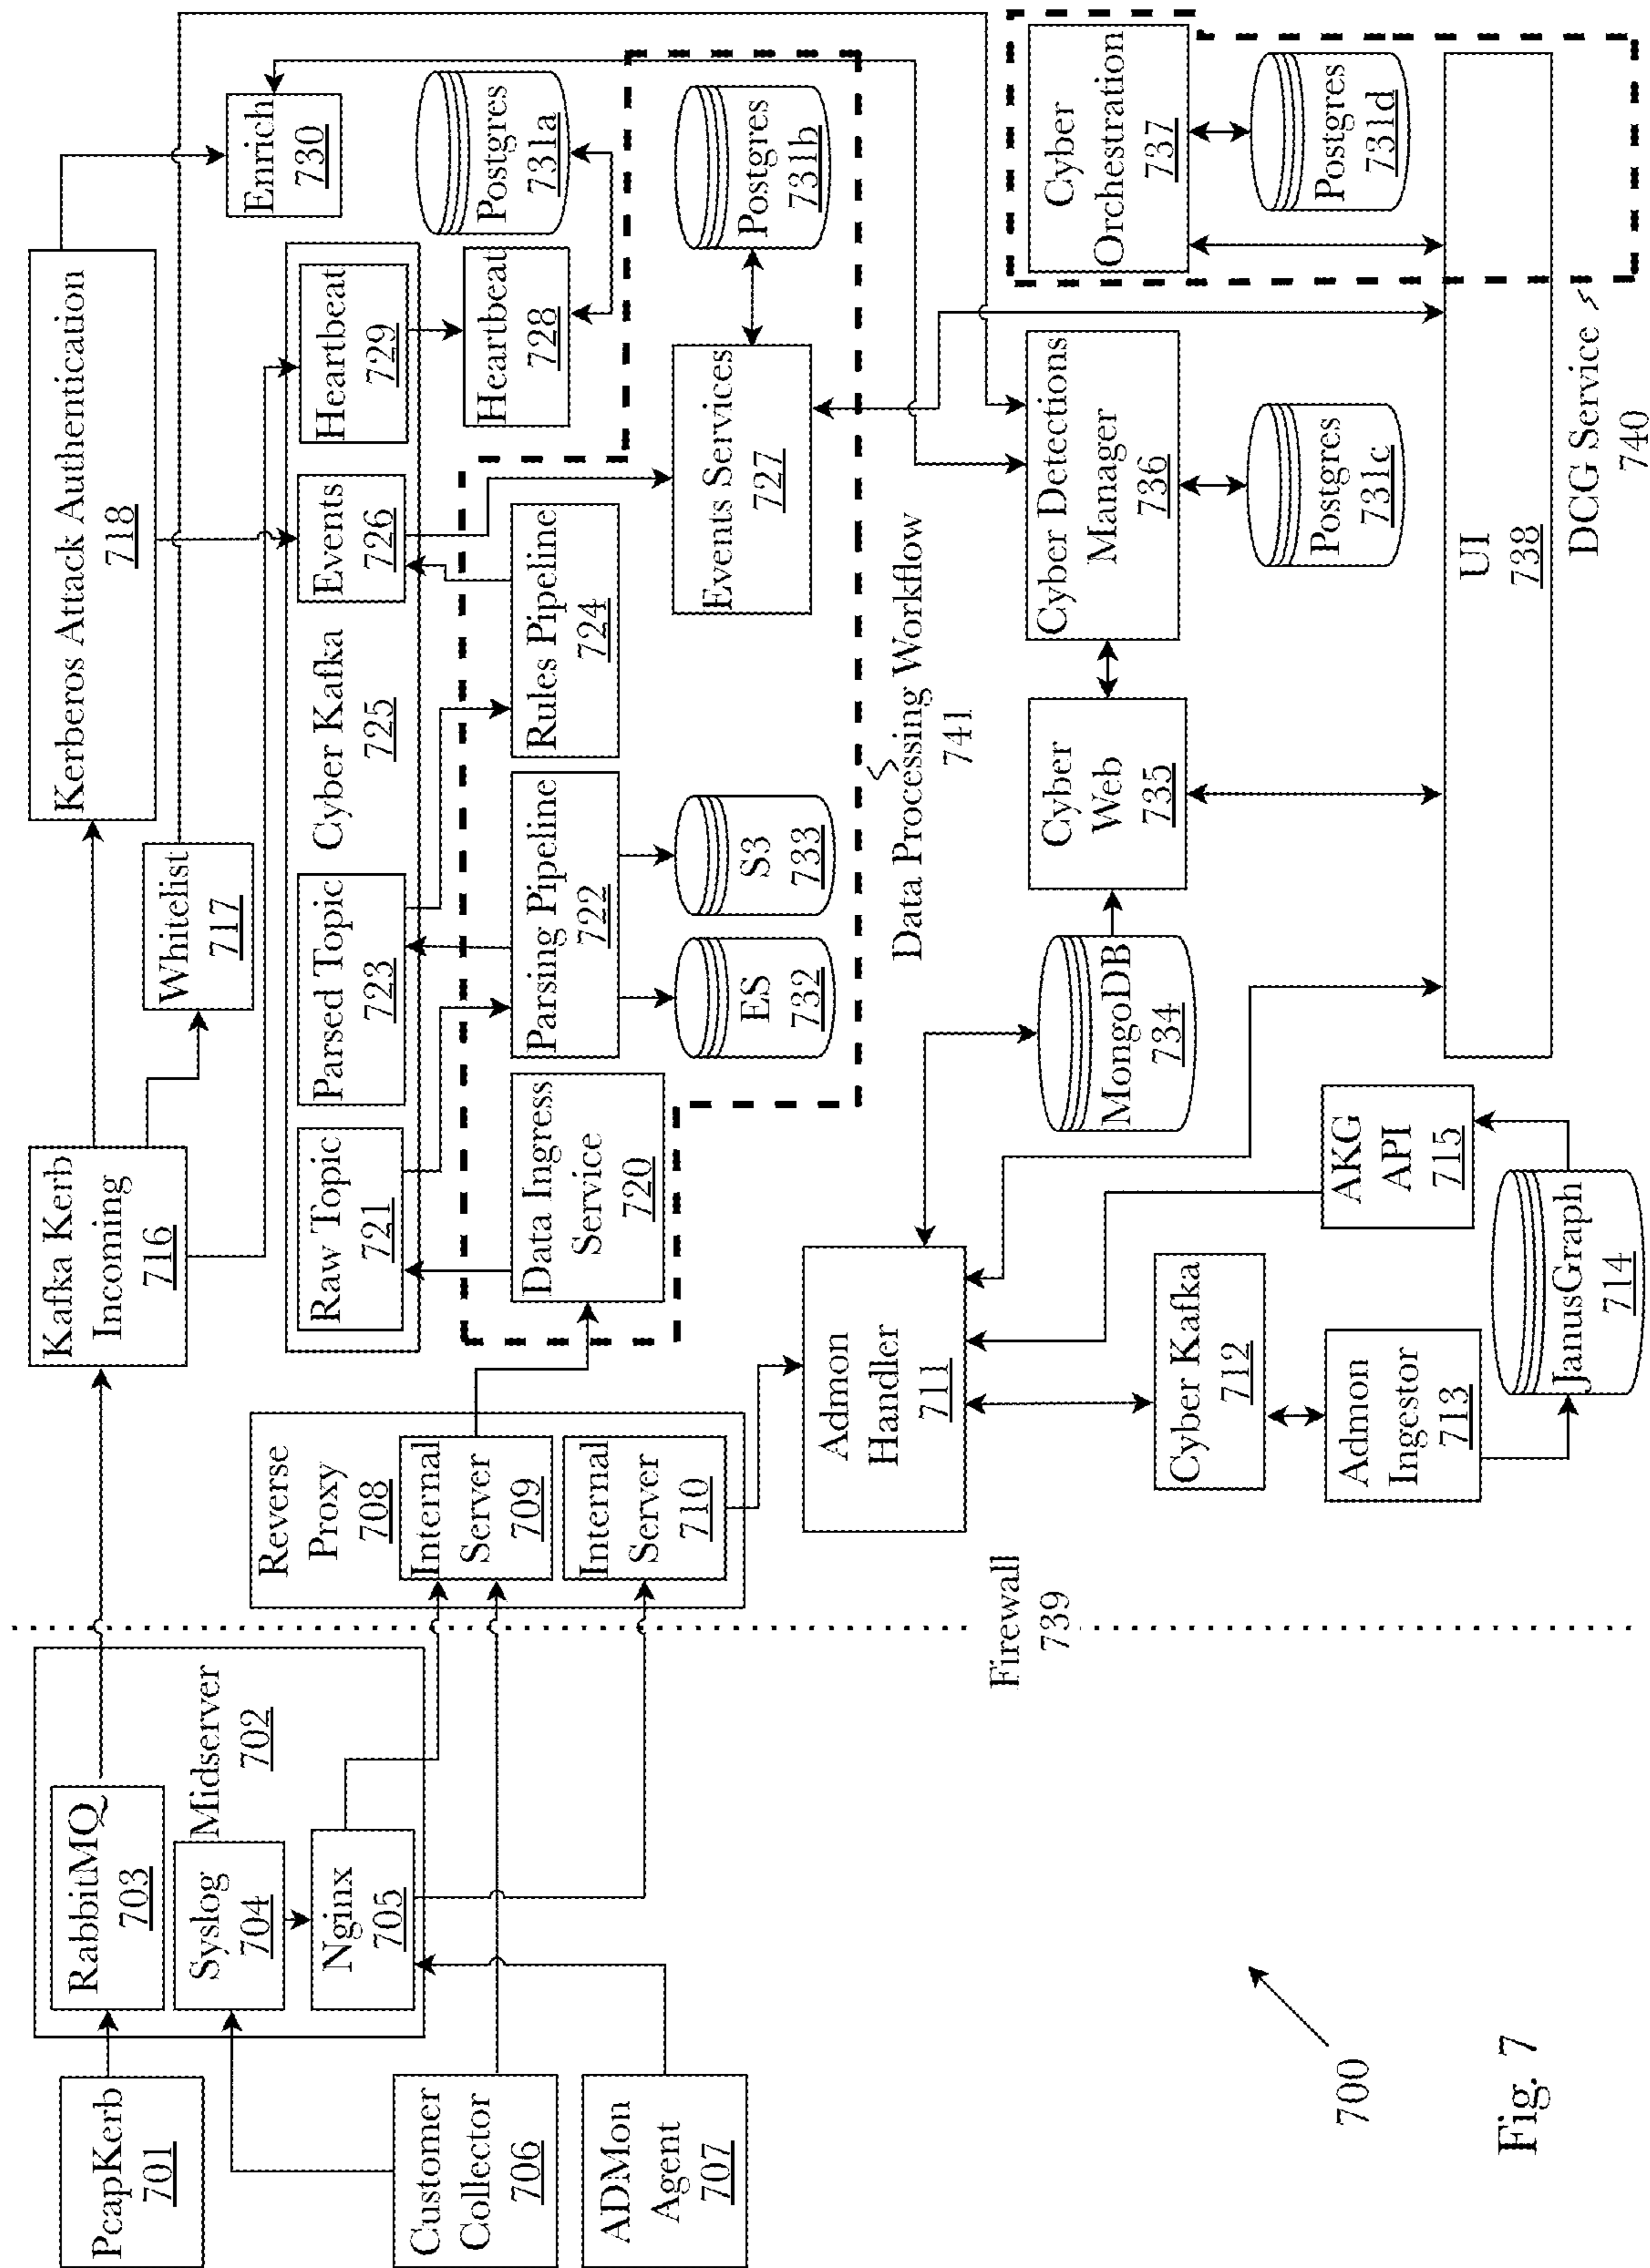 PcapKerb
701
RabbitMQ
703
Midserver
702
Syslog
704
Nginx
705
Customer
Collector
706
ADMon
Agent
707
Firewall
739
Reverse
Proxy
708
Internal
Server
709
Internal
Server
710
Kafka Kerb
Incoming
716
Whitelist
717
Kerberos Attack Authentication
718
Enrich
730
Raw Topic
721
Parsed Topic
723
Cyber Kafka
725
Events
726
Heartbeat
729
Heartbeat
728
Postgres
731a
Data Ingress
Service
720
Parsing Pipeline
722
Rules Pipeline
724
ES
732
S3
733
Events Services
727
Postgres
731b
Data Processing Workflow
741
Admon
Handler
711
Cyber Kafka
712
Admon
Ingestor
713
JanusGraph
714
AKG
API
715
MongoDB
734
Cyber
Web
735
Cyber Detections
Manager
736
Postgres
731c
Cyber
Orchestration
737
Postgres
731d
UI
738
DCG Service
740
700
Fig. 7